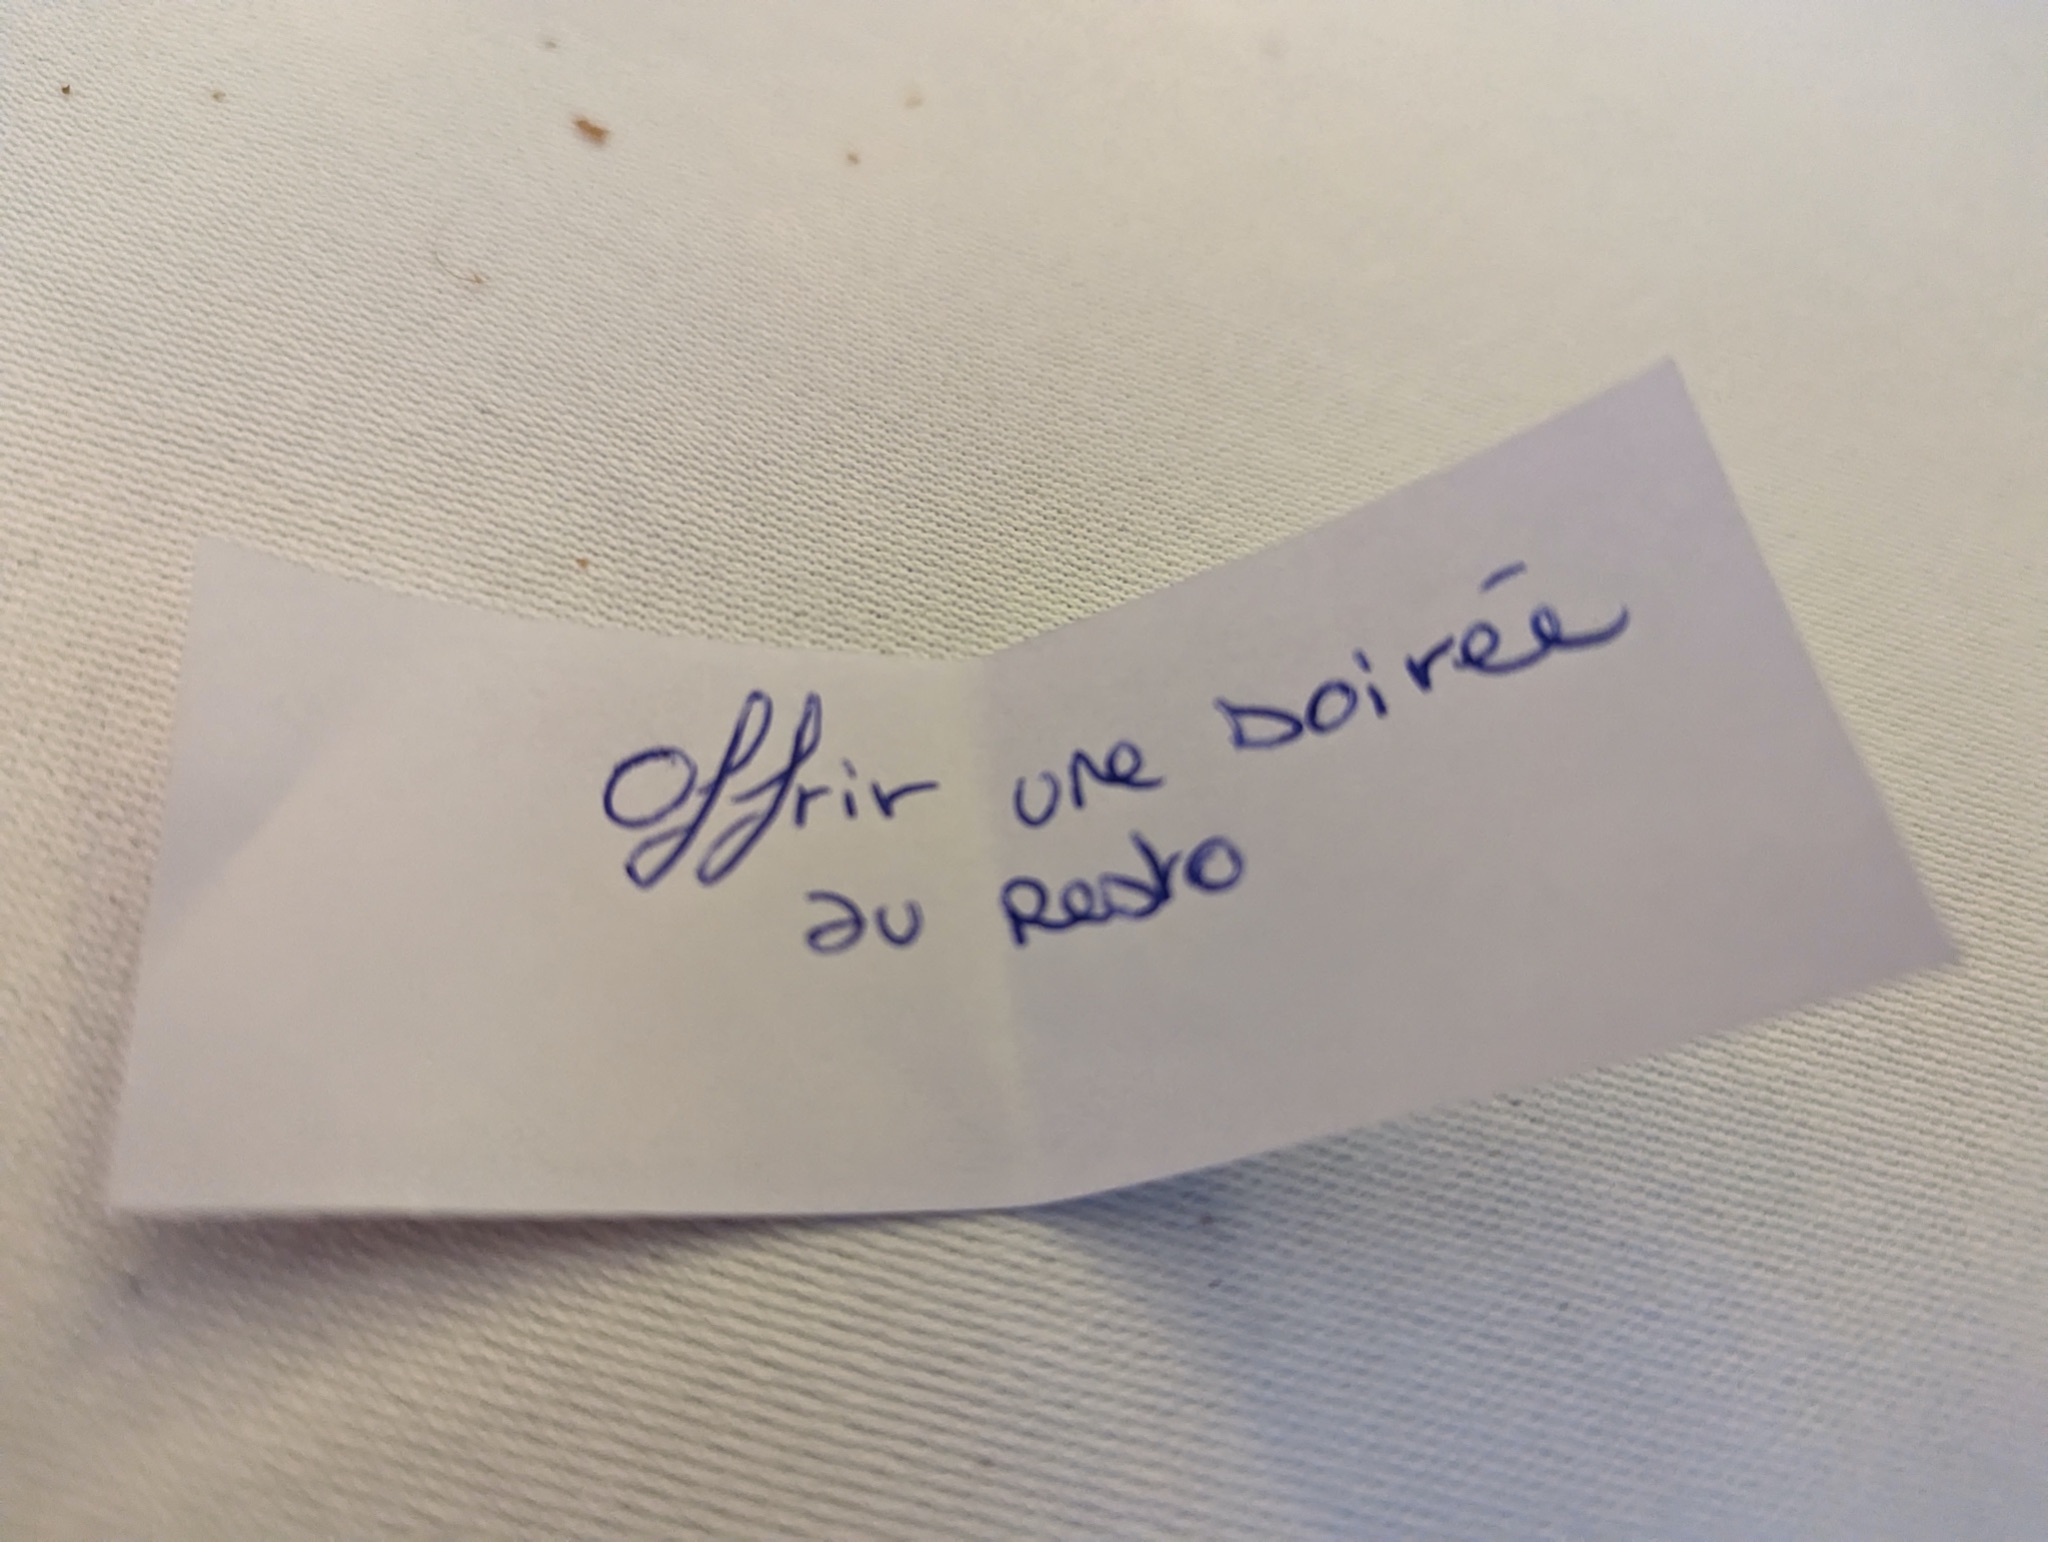 Offrir une soirée
au Resto